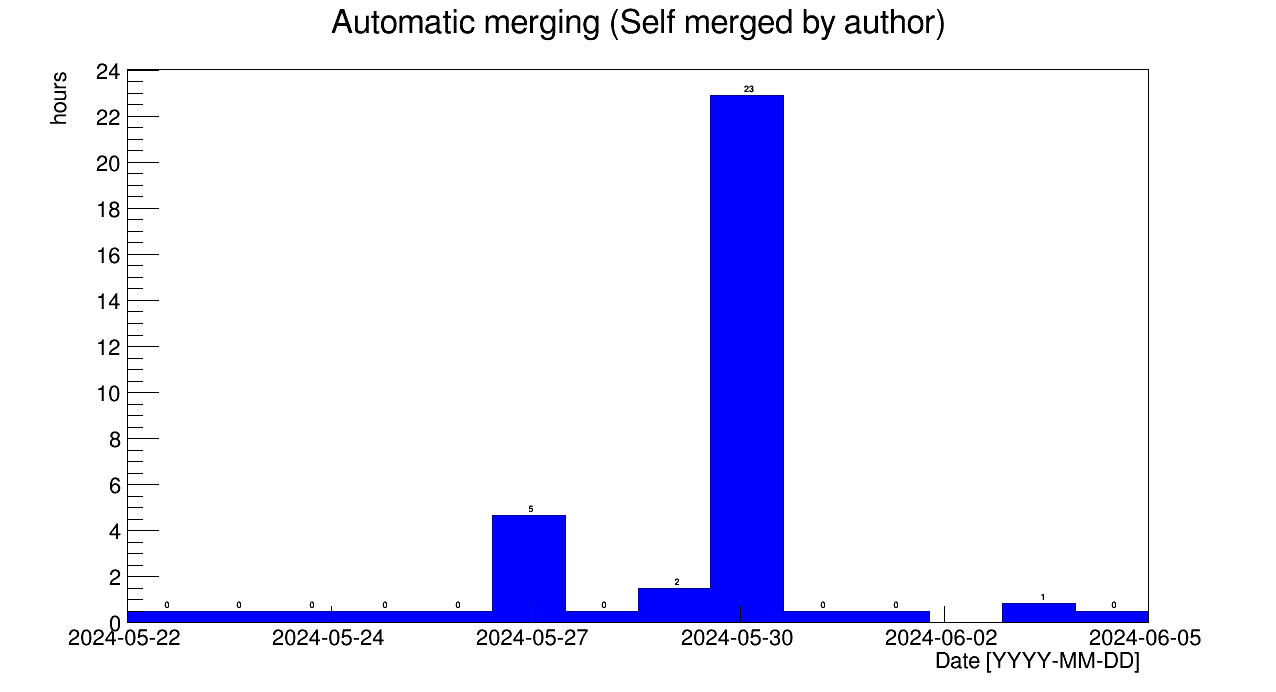 Automatic merging (Self merged by author)
hours
24
22
20
18
16
14
12
10
8
6
4
2
0
0 0 0 0 0 5 0 2 23 0 0 1 0
2024-05-22 2024-05-24 2024-05-27 2024-05-30 2024-06-02 2024-06-05
Date [YYYY-MM-DD]